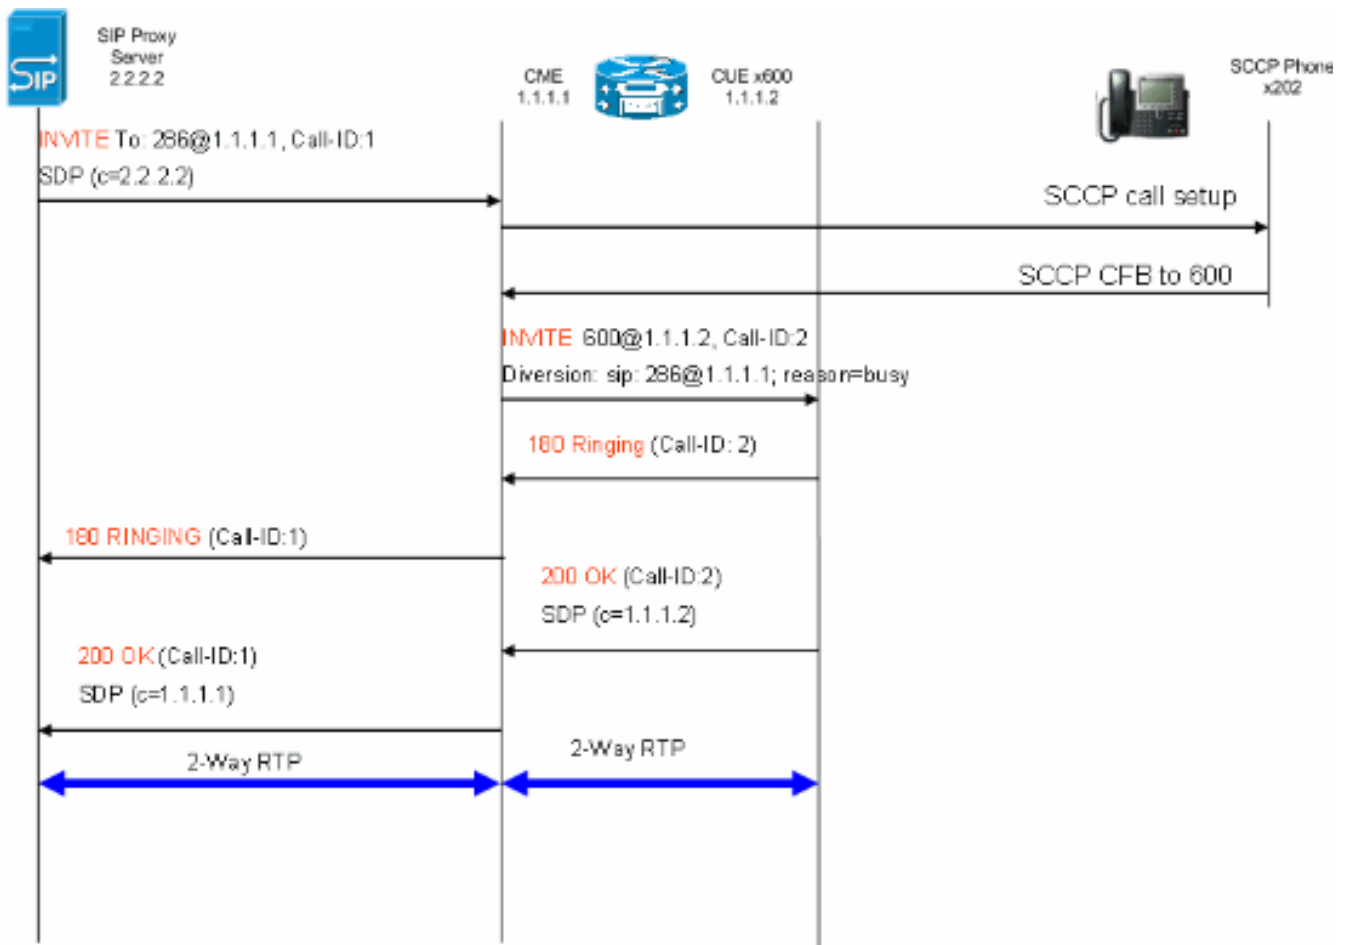 SIP Proxy
Server
2.2.2.2
SIP
CME
1.1.1.1
CUE x600
1.1.1.2
SCCP Phone
x202
INVITE To: 286@1.1.1.1, Call-ID:1
SDP (c=2.2.2.2)
SCCP call setup
SCCP CFB to 600
INVITE 600@1.1.1.2, Call-ID:2
Diversion: sip: 286@1.1.1.1; reason=busy
180 Ringing (Call-ID: 2)
180 RINGING (Call-ID:1)
200 OK (Call-ID:2)
SDP (c=1.1.1.2)
200 OK (Call-ID:1)
SDP (c=1.1.1.1)
2-Way RTP
2-Way RTP